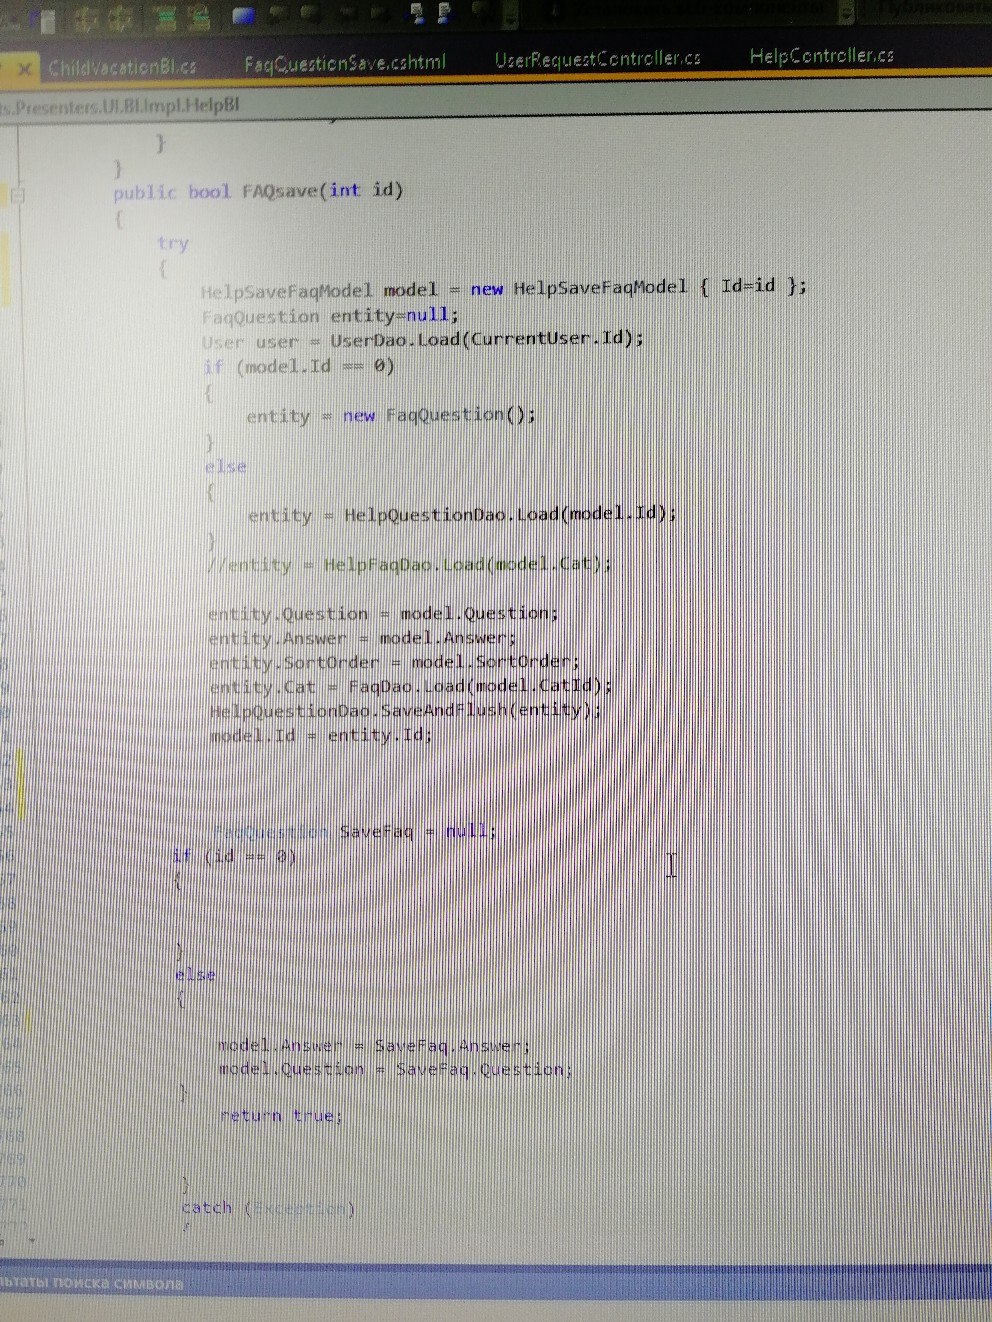 ChildVacationBl.cs FaqQuestionSave.cshtml UserRequestController.cs HelpController.cs
ts.Presenters.UI.Bl.Impl.HelpBl
}
}
public bool FAQsave(int id)
{
try
{
HelpSaveFaqModel model = new HelpSaveFaqModel { Id=id };
FaqQuestion entity=null;
User user = UserDao.Load(CurrentUser.Id);
if (model.Id == 0)
{
entity = new FaqQuestion();
}
else
{
entity = HelpQuestionDao.Load(model.Id);
}
//entity = HelpFaqDao.Load(model.Cat);
entity.Question = model.Question;
entity.Answer = model.Answer;
entity.SortOrder = model.SortOrder;
entity.Cat = FaqDao.Load(model.CatId);
HelpQuestionDao.SaveAndFlush(entity);
model.Id = entity.Id;
FaqQuestion SaveFaq = null;
if (id == 0)
{
}
else
{
model.Answer = SaveFaq.Answer;
model.Question = SaveFaq.Question;
}
return true;
}
catch (Exception)
{
льтаты поиска символа